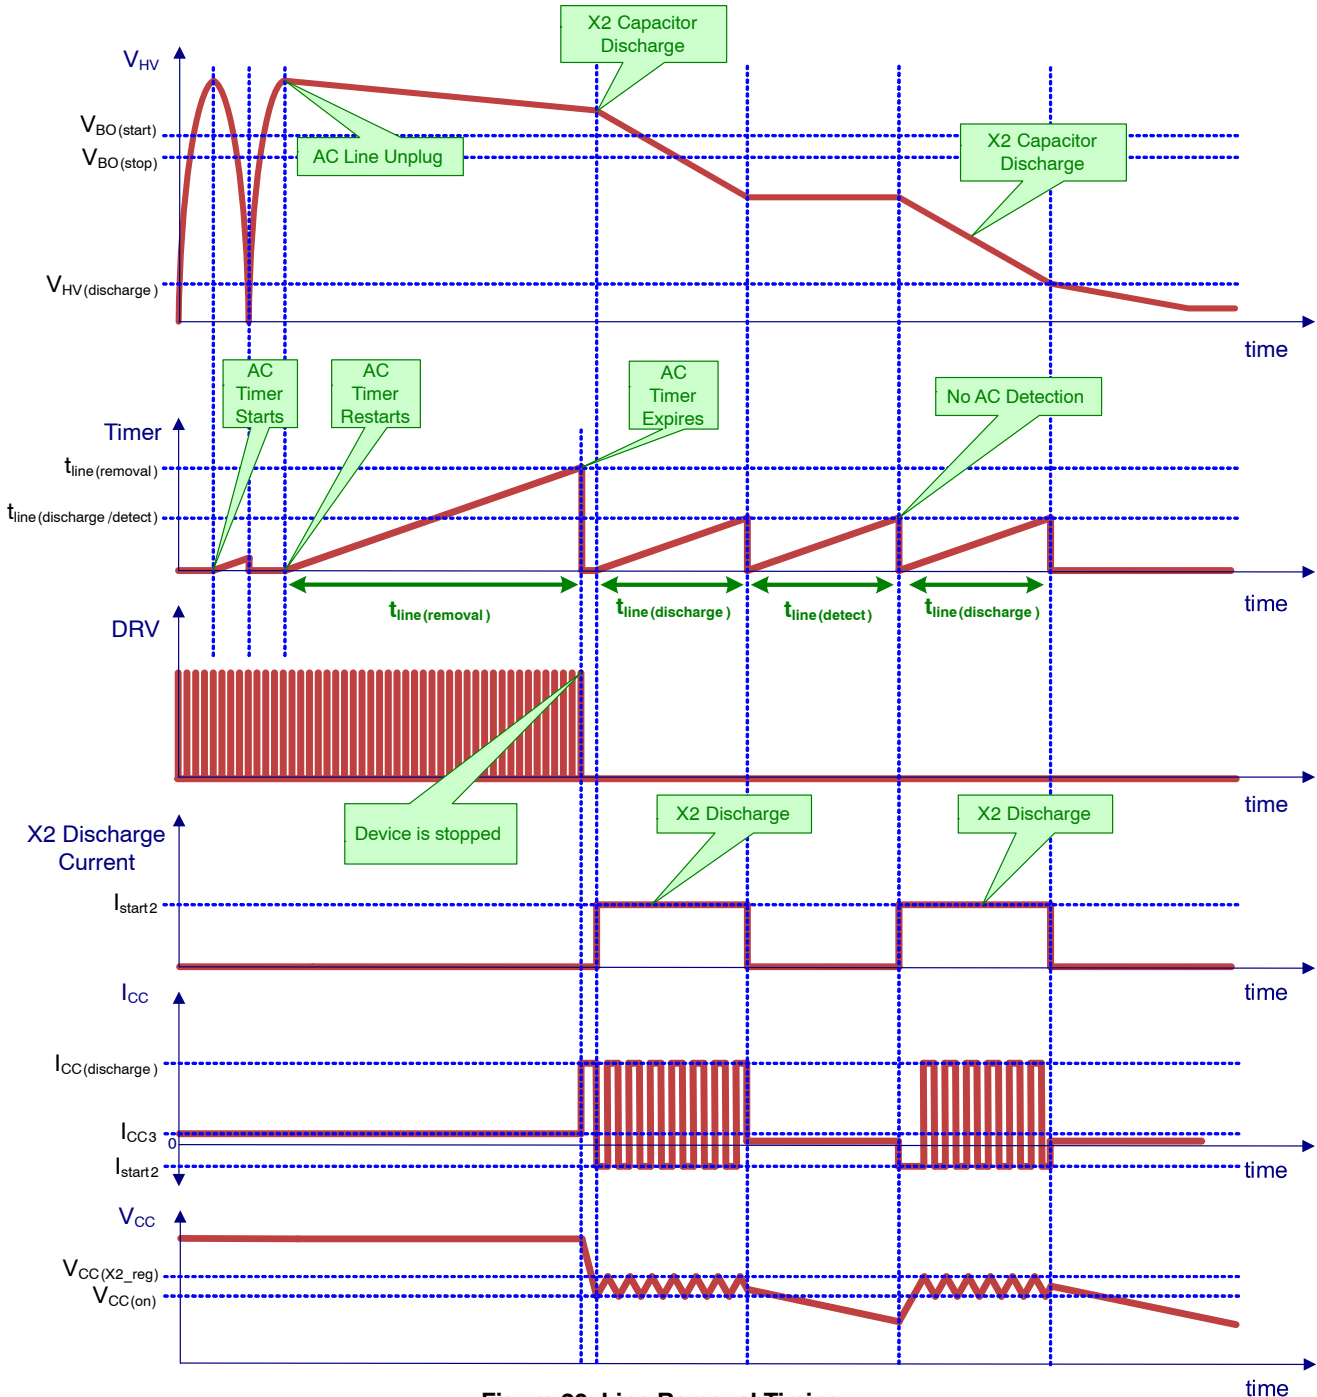 X2 Capacitor
Discharge
VHV
VBO(start)
VBO(stop)
AC Line Unplug
X2 Capacitor
Discharge
VHV(discharge)
time
AC
Timer
Starts
AC
Timer
Restarts
AC
Timer
Expires
No AC Detection
Timer
tline(removal)
tline(discharge/detect)
time
tline(removal)
tline(discharge)
tline(detect)
tline(discharge)
DRV
time
Device is stopped
X2 Discharge
X2 Discharge
X2 Discharge
Current
Istart2
time
ICC
ICC(discharge)
ICC3
0
Istart2
time
VCC
VCC(X2_reg)
VCC(on)
time